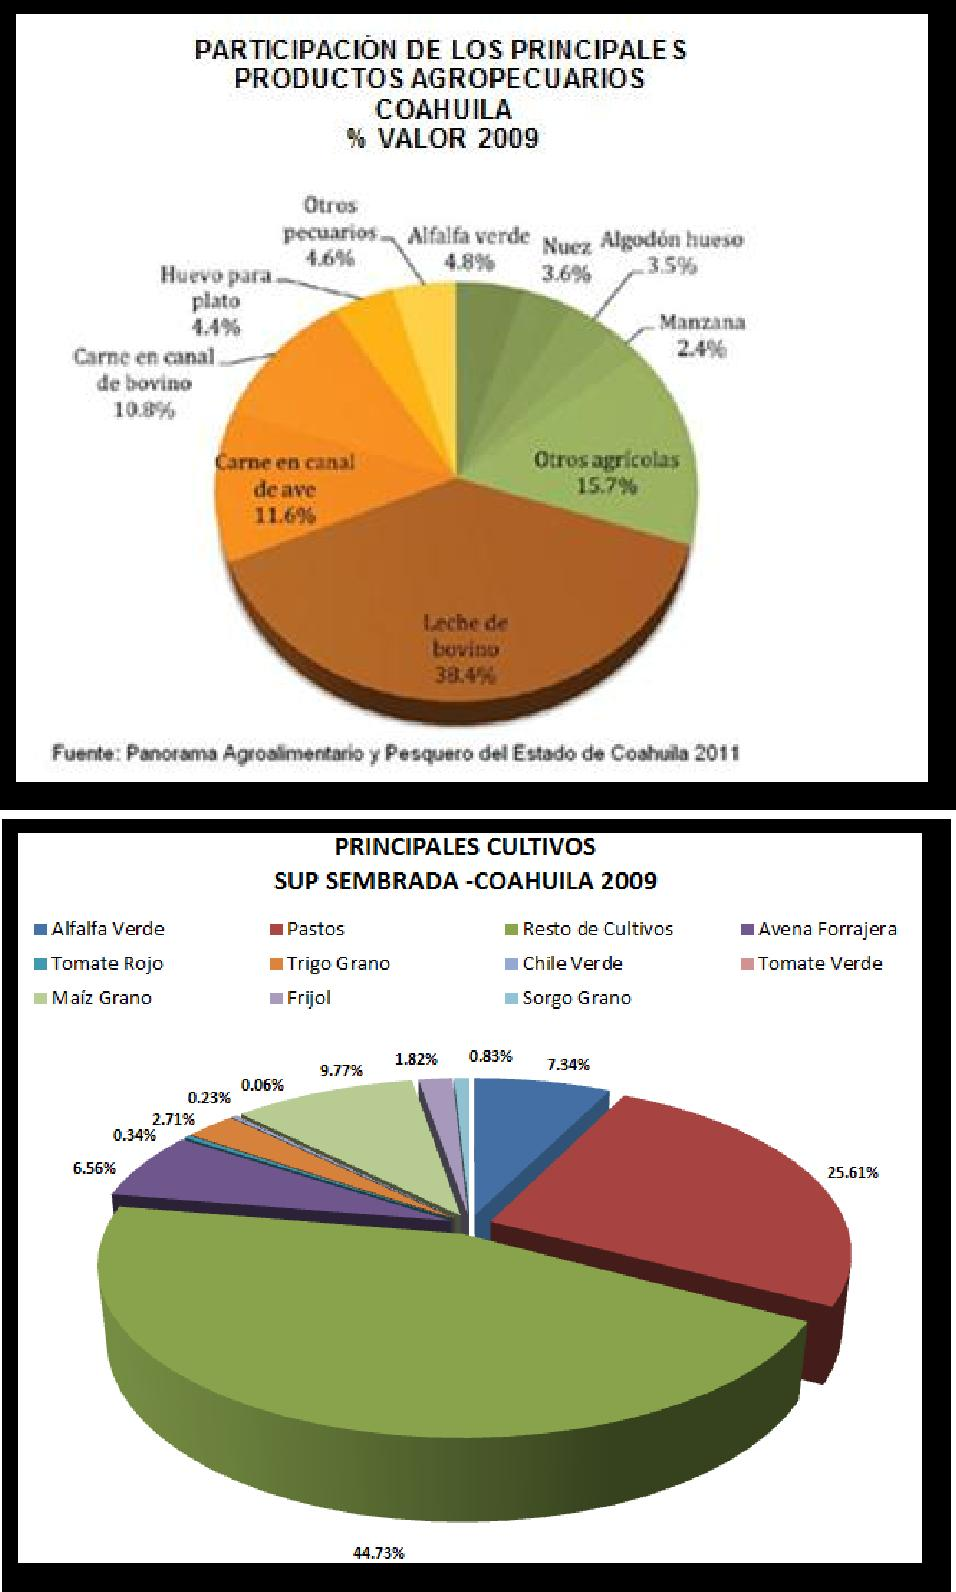 PARTICIPACIÓN DE LOS PRINCIPALES
PRODUCTOS AGROPECUARIOS
COAHUILA
% VALOR 2009
Otros
pecuarios
4.6%
Alfalfa verde
4.8%
Nuez
3.6%
Algodón hueso
3.5%
Huevo para
plato
4.4%
Manzana
2.4%
Carne en canal
de bovino
10.8%
Carne en canal
de ave
11.6%
Otros agrícolas
15.7%
Leche de
bovino
38.4%
Fuente: Panorama Agroalimentario y Pesquero del Estado de Coahuila 2011
PRINCIPALES CULTIVOS
SUP SEMBRADA -COAHUILA 2009
Alfalfa Verde Pastos Resto de Cultivos Avena Forrajera
Tomate Rojo Trigo Grano Chile Verde Tomate Verde
Maíz Grano Frijol Sorgo Grano
1.82%
0.83%
7.34%
9.77%
0.06%
0.23%
2.71%
0.34%
6.56%
25.61%
44.73%